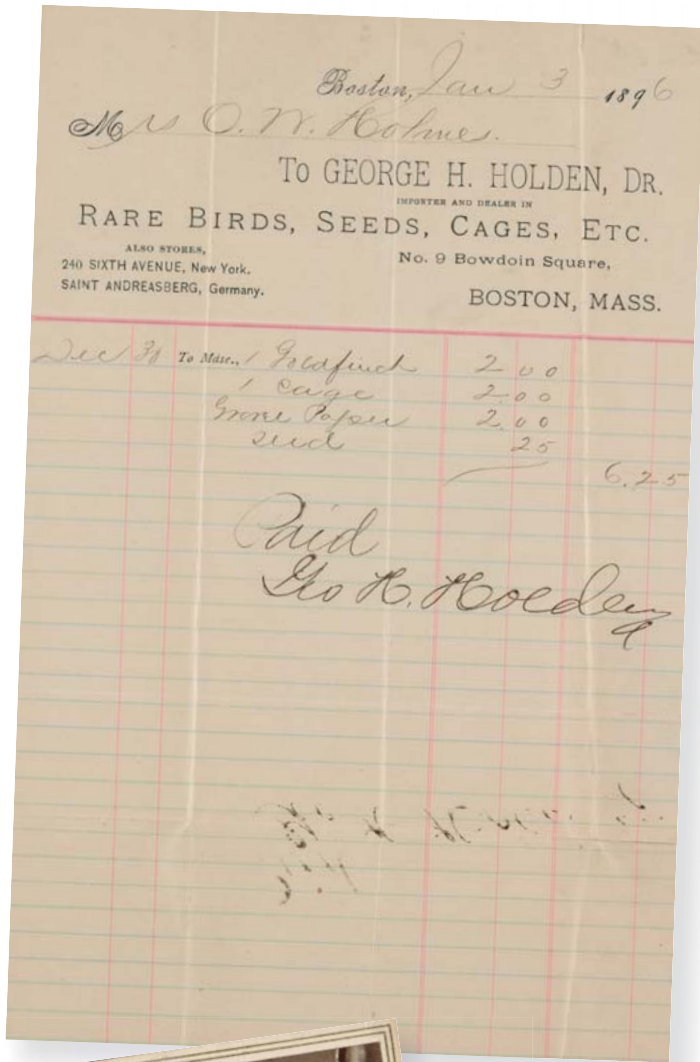 Boston, Jan 3 1896
Mrs O. W. Holmes.
To GEORGE H. HOLDEN, DR.
IMPORTER AND DEALER IN
RARE BIRDS, SEEDS, CAGES, ETC.
ALSO STORES,
240 SIXTH AVENUE, New York.
SAINT ANDREASBERG, Germany.
No. 9 Bowdoin Square,
BOSTON, MASS.
Dec 30 To Mdse., 1 Goldfinch 2 00
1 cage 2.00
Paper 2.00
seed 25
6.25
Paid
Geo H. Holden